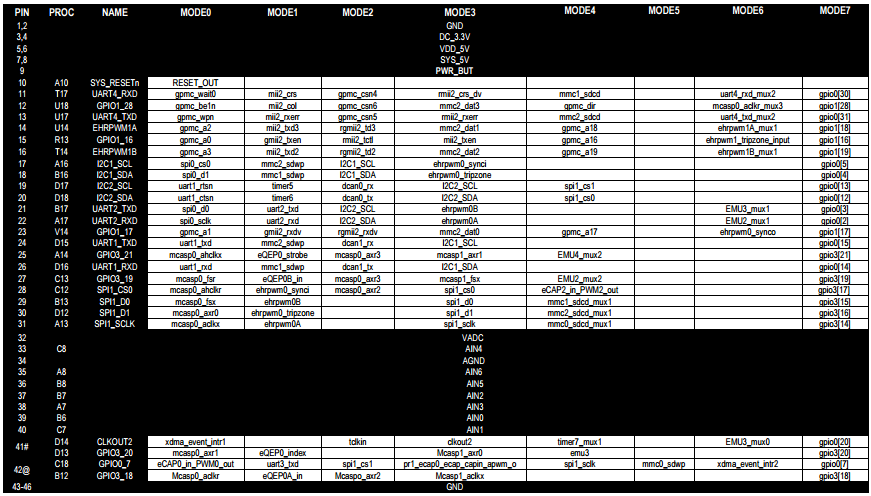 PIN PROC NAME MODE0 MODE1 MODE2 MODE3 MODE4 MODE5 MODE6 MODE7
1,2 GND
3,4 DC_3.3V
5,6 VDD_5V
7,8 SYS_5V
9 PWR_BUT
10 A10 SYS_RESETn RESET_OUT
11 T17 UART4_RXD gpmc_wait0 mii2_crs gpmc_csn4 rmii2_crs_dv mmc1_sdcd uart4_rxd_mux2 gpio0[30]
12 U18 GPIO1_28 gpmc_be1n mii2_col gpmc_csn6 mmc2_dat3 gpmc_dir mcasp0_aclkr_mux3 gpio1[28]
13 U17 UART4_TXD gpmc_wpn mii2_rxerr gpmc_csn5 rmii2_rxerr mmc2_sdcd uart4_txd_mux2 gpio0[31]
14 U14 EHRPWM1A gpmc_a2 mii2_txd3 rgmii2_td3 mmc2_dat1 gpmc_a18 ehrpwm1A_mux1 gpio1[18]
15 R13 GPIO1_16 gpmc_a0 gmii2_txen rmii2_tctl mii2_txen gpmc_a16 ehrpwm1_tripzone_input gpio1[16]
16 T14 EHRPWM1B gpmc_a3 mii2_txd2 rgmii2_td2 mmc2_dat2 gpmc_a19 ehrpwm1B_mux1 gpio1[19]
17 A16 I2C1_SCL spi0_cs0 mmc2_sdwp I2C1_SCL ehrpwm0_synci gpio0[5]
18 B16 I2C1_SDA spi0_d1 mmc1_sdwp I2C1_SDA ehrpwm0_tripzone gpio0[4]
19 D17 I2C2_SCL uart1_rtsn timer5 dcan0_rx I2C2_SCL spi1_cs1 gpio0[13]
20 D18 I2C2_SDA uart1_ctsn timer6 dcan0_tx I2C2_SDA spi1_cs0 gpio0[12]
21 B17 UART2_TXD spi0_d0 uart2_txd I2C2_SCL ehrpwm0B EMU3_mux1 gpio0[3]
22 A17 UART2_RXD spi0_sclk uart2_rxd I2C2_SDA ehrpwm0A EMU2_mux1 gpio0[2]
23 V14 GPIO1_17 gpmc_a1 gmii2_rxdv rgmii2_rxdv mmc2_dat0 gpmc_a17 ehrpwm0_synco gpio1[17]
24 D15 UART1_TXD uart1_txd mmc2_sdwp dcan1_rx I2C1_SCL gpio0[15]
25 A14 GPIO3_21 mcasp0_ahclkx eQEP0_strobe mcasp0_axr3 mcasp1_axr1 EMU4_mux2 gpio3[21]
26 D16 UART1_RXD uart1_rxd mmc1_sdwp dcan1_tx I2C1_SDA gpio0[14]
27 C13 GPIO3_19 mcasp0_fsr eQEP0B_in mcasp0_axr3 mcasp1_fsx EMU2_mux2 gpio3[19]
28 C12 SPI1_CS0 mcasp0_ahclkr ehrpwm0_synci mcasp0_axr2 spi1_cs0 eCAP2_in_PWM2_out gpio3[17]
29 B13 SPI1_D0 mcasp0_fsx ehrpwm0B spi1_d0 mmc1_sdcd_mux1 gpio3[15]
30 D12 SPI1_D1 mcasp0_axr0 ehrpwm0_tripzone spi1_d1 mmc2_sdcd_mux1 gpio3[16]
31 A13 SPI1_SCLK mcasp0_aclkx ehrpwm0A spi1_sclk mmc0_sdcd_mux1 gpio3[14]
32 VADC
33 C8 AIN4
34 AGND
35 A8 AIN6
36 B8 AIN5
37 B7 AIN2
38 A7 AIN3
39 B6 AIN0
40 C7 AIN1
41# D14 CLKOUT2 xdma_event_intr1 tclkin clkout2 timer7_mux1 EMU3_mux0 gpio0[20]
D13 GPIO3_20 mcasp0_axr1 eQEP0_index Mcasp1_axr0 emu3 gpio3[20]
42@ C18 GPIO0_7 eCAP0_in_PWM0_out uart3_txd spi1_cs1 pr1_ecap0_ecap_capin_apwm_o spi1_sclk mmc0_sdwp xdma_event_intr2 gpio0[7]
B12 GPIO3_18 Mcasp0_aclkr eQEP0A_in Mcaspo_axr2 Mcasp1_aclkx gpio3[18]
43-46 GND